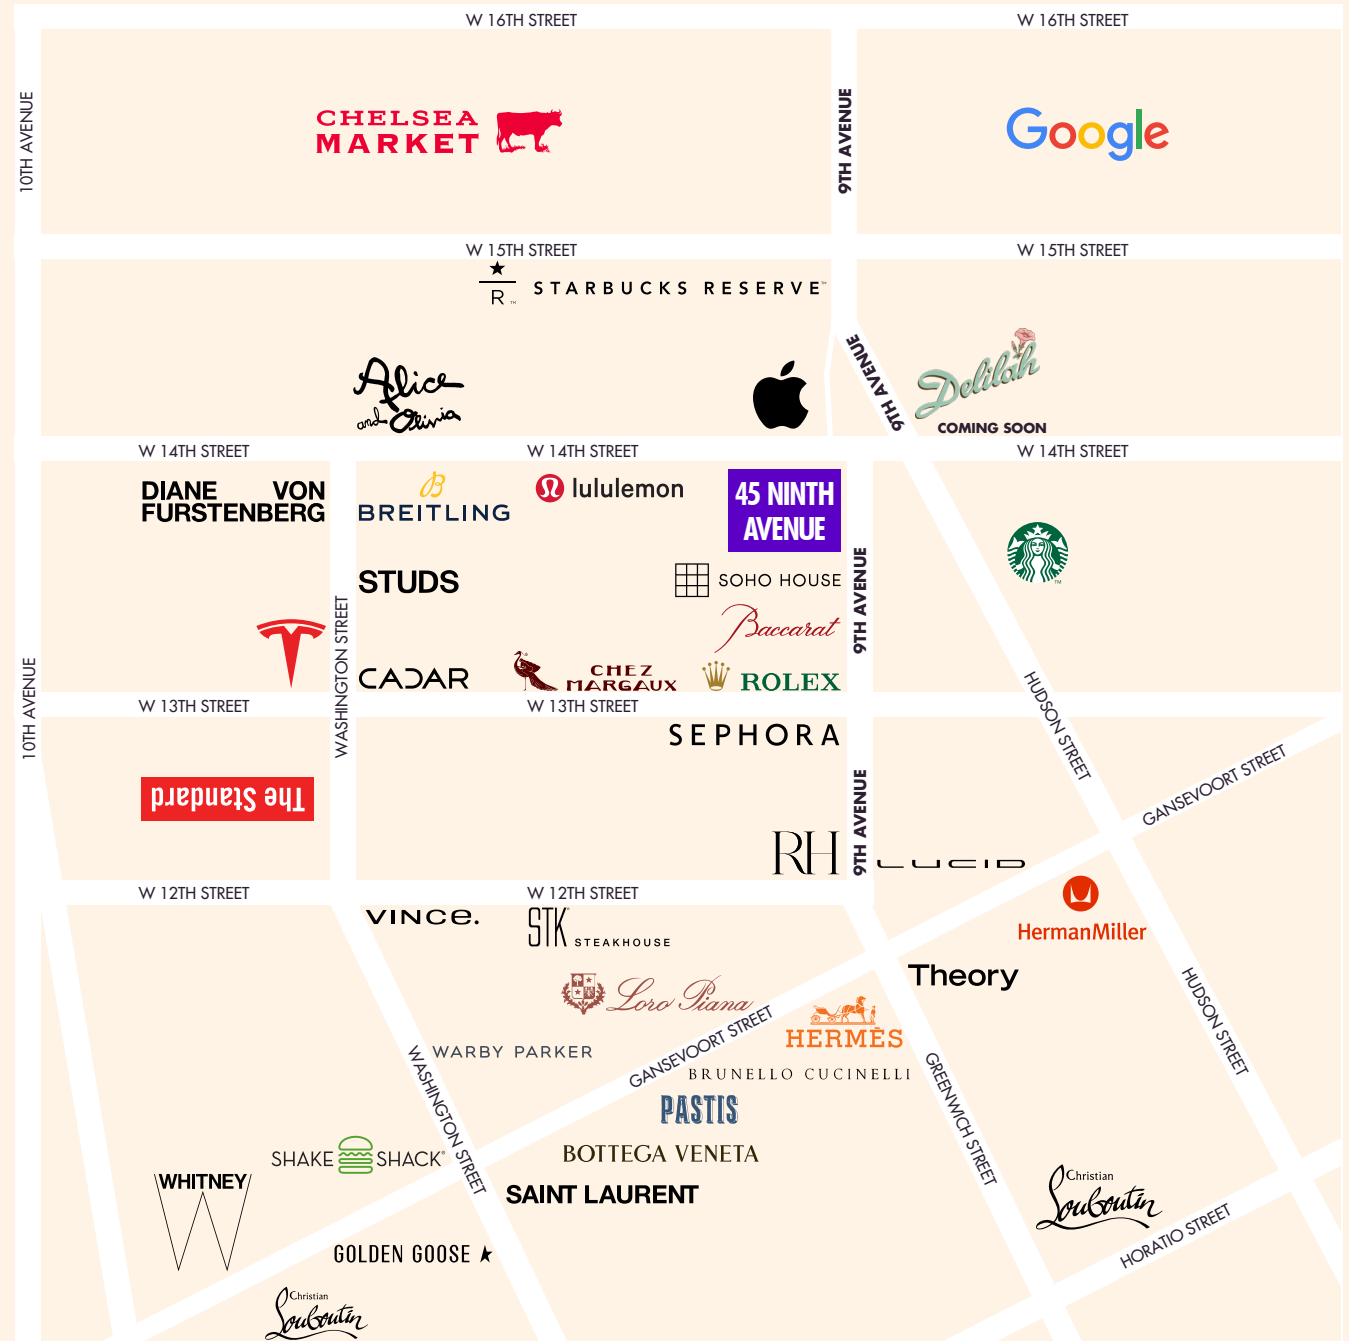 W 16TH STREET
W 16TH STREET
10TH AVENUE
CHELSEA
MARKET
9TH AVENUE
Google
W 15TH STREET
W 15TH STREET
R TM
STARBUCKS RESERVE
Alice
and Olivia
9TH AVENUE
Delilah
COMING SOON
W 14TH STREET
W 14TH STREET
W 14TH STREET
DIANE VON
FURSTENBERG
B
BREITLING
lululemon
45 NINTH
AVENUE
STUDS
SOHO HOUSE
9TH AVENUE
TM
Baccarat
WASHINGTON STREET
10TH AVENUE
CADAR
CHEZ
MARGAUX
ROLEX
HUDSON STREET
W 13TH STREET
W 13TH STREET
SEPHORA
The Standard
GANSEVOORT STREET
RH
9TH AVENUE
LUCID
W 12TH STREET
W 12TH STREET
VINCE.
STK
STEAKHOUSE
HermanMiller
Theory
Loro Piana
HUDSON STREET
HERMÈS
GANSEVOORT STREET
WARBY PARKER
BRUNELLO CUCINELLI
WASHINGTON STREET
PASTIS
GREENWICH STREET
SHAKE SHACK
BOTTEGA VENETA
WHITNEY
SAINT LAURENT
Christian
Louboutin
HORATIO STREET
GOLDEN GOOSE
Christian
Louboutin